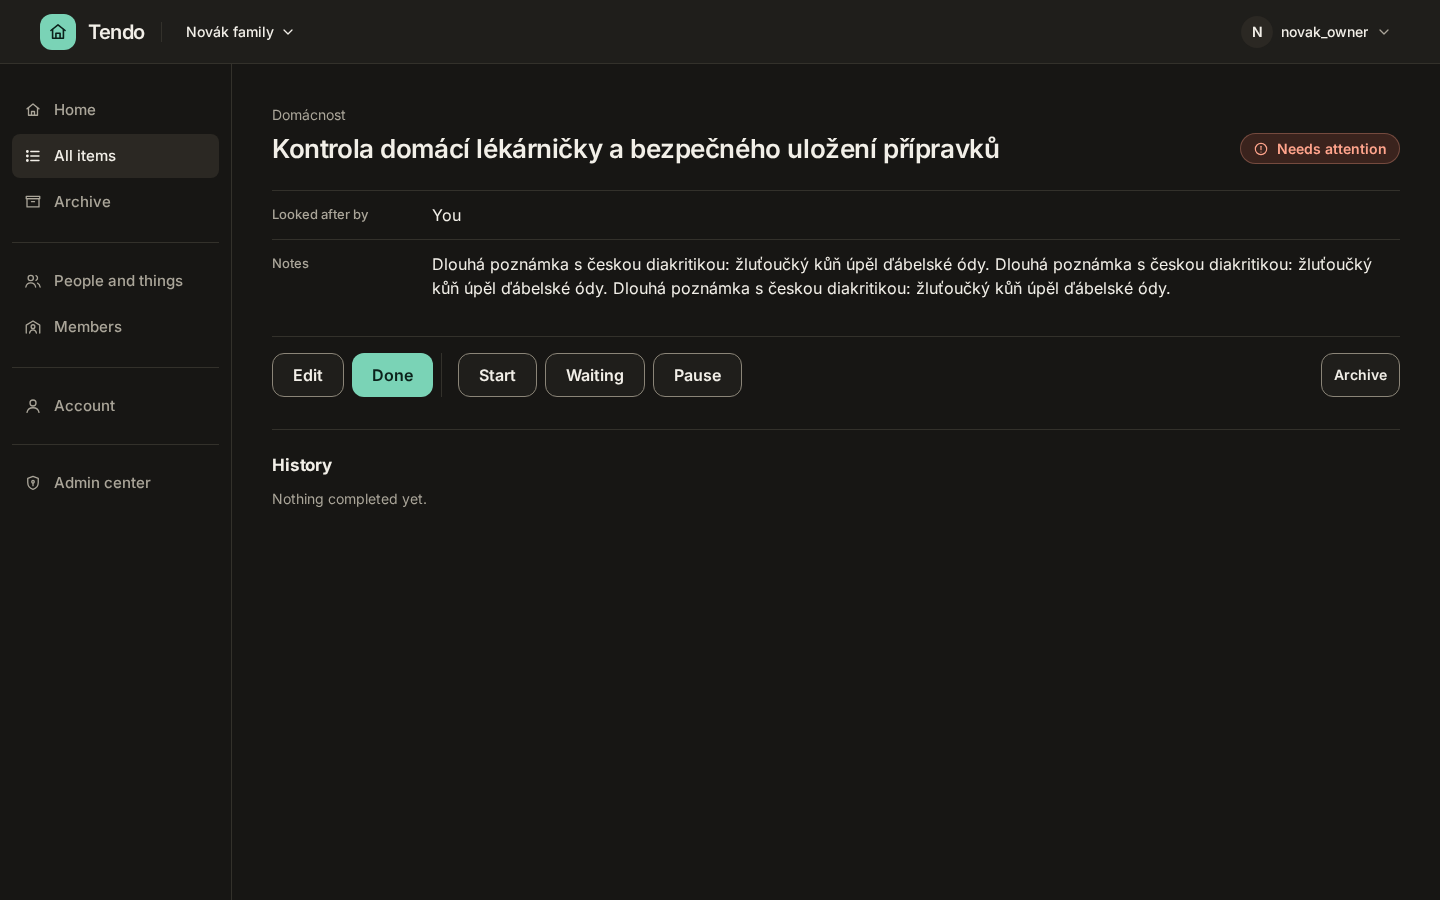 Tendo
Novák family
N
novak_owner
Home
All items
Archive
People and things
Members
Account
Admin center
Domácnost
Kontrola domácí lékárničky a bezpečného uložení přípravků
Needs attention
Looked after by
You
Notes
Dlouhá poznámka s českou diakritikou: žluťoučký kůň úpěl ďábelské ódy. Dlouhá poznámka s českou diakritikou: žluťoučký
kůň úpěl ďábelské ódy. Dlouhá poznámka s českou diakritikou: žluťoučký kůň úpěl ďábelské ódy.
Edit
Done
Start
Waiting
Pause
Archive
History
Nothing completed yet.